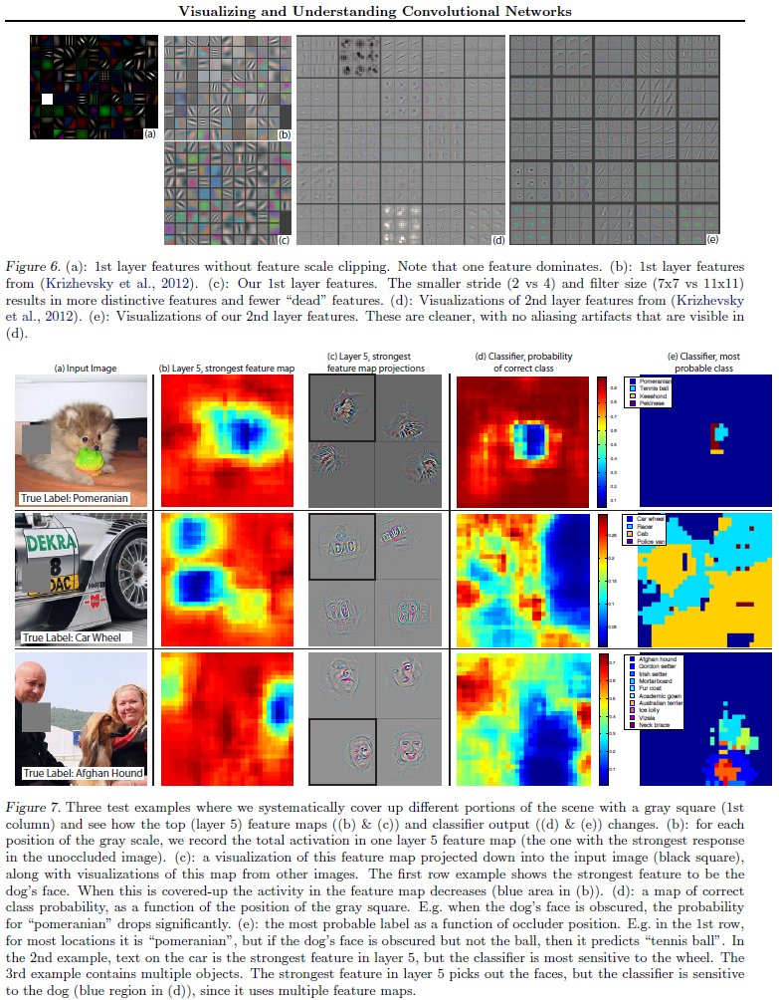 Visualizing and Understanding Convolutional Networks
(a)
(b)
(c)
(d)
(e)
Figure 6. (a): 1st layer features without feature scale clipping. Note that one feature dominates. (b): 1st layer features
from (Krizhevsky et al., 2012). (c): Our 1st layer features. The smaller stride (2 vs 4) and filter size (7x7 vs 11x11)
results in more distinctive features and fewer “dead” features. (d): Visualizations of 2nd layer features from (Krizhevsky
et al., 2012). (e): Visualizations of our 2nd layer features. These are cleaner, with no aliasing artifacts that are visible in
(d).
(a) Input Image
(b) Layer 5, strongest feature map
(c) Layer 5, strongest
feature map projections
(d) Classifier, probability
of correct class
(e) Classifier, most
probable class
True Label: Pomeranian
0.9
0.8
0.7
0.6
0.5
0.4
0.3
0.2
0.1
Pomeranian
Tennis ball
Keeshond
Pekinese
DEKRA
8
DAC
True Label: Car Wheel
ADAC
0.25
0.2
0.15
0.1
0.05
Car wheel
Racer
Cab
Police van
True Label: Afghan Hound
0.7
0.6
0.5
0.4
0.3
0.2
0.1
Afghan hound
Gordon setter
Irish setter
Mortarboard
Fur coat
Academic gown
Australian terrier
Ice lolly
Vizsla
Neck brace
Figure 7. Three test examples where we systematically cover up different portions of the scene with a gray square (1st
column) and see how the top (layer 5) feature maps ((b) & (c)) and classifier output ((d) & (e)) changes. (b): for each
position of the gray scale, we record the total activation in one layer 5 feature map (the one with the strongest response
in the unoccluded image). (c): a visualization of this feature map projected down into the input image (black square),
along with visualizations of this map from other images. The first row example shows the strongest feature to be the
dog’s face. When this is covered-up the activity in the feature map decreases (blue area in (b)). (d): a map of correct
class probability, as a function of the position of the gray square. E.g. when the dog’s face is obscured, the probability
for “pomeranian” drops significantly. (e): the most probable label as a function of occluder position. E.g. in the 1st row,
for most locations it is “pomeranian”, but if the dog’s face is obscured but not the ball, then it predicts “tennis ball”. In
the 2nd example, text on the car is the strongest feature in layer 5, but the classifier is most sensitive to the wheel. The
3rd example contains multiple objects. The strongest feature in layer 5 picks out the faces, but the classifier is sensitive
to the dog (blue region in (d)), since it uses multiple feature maps.